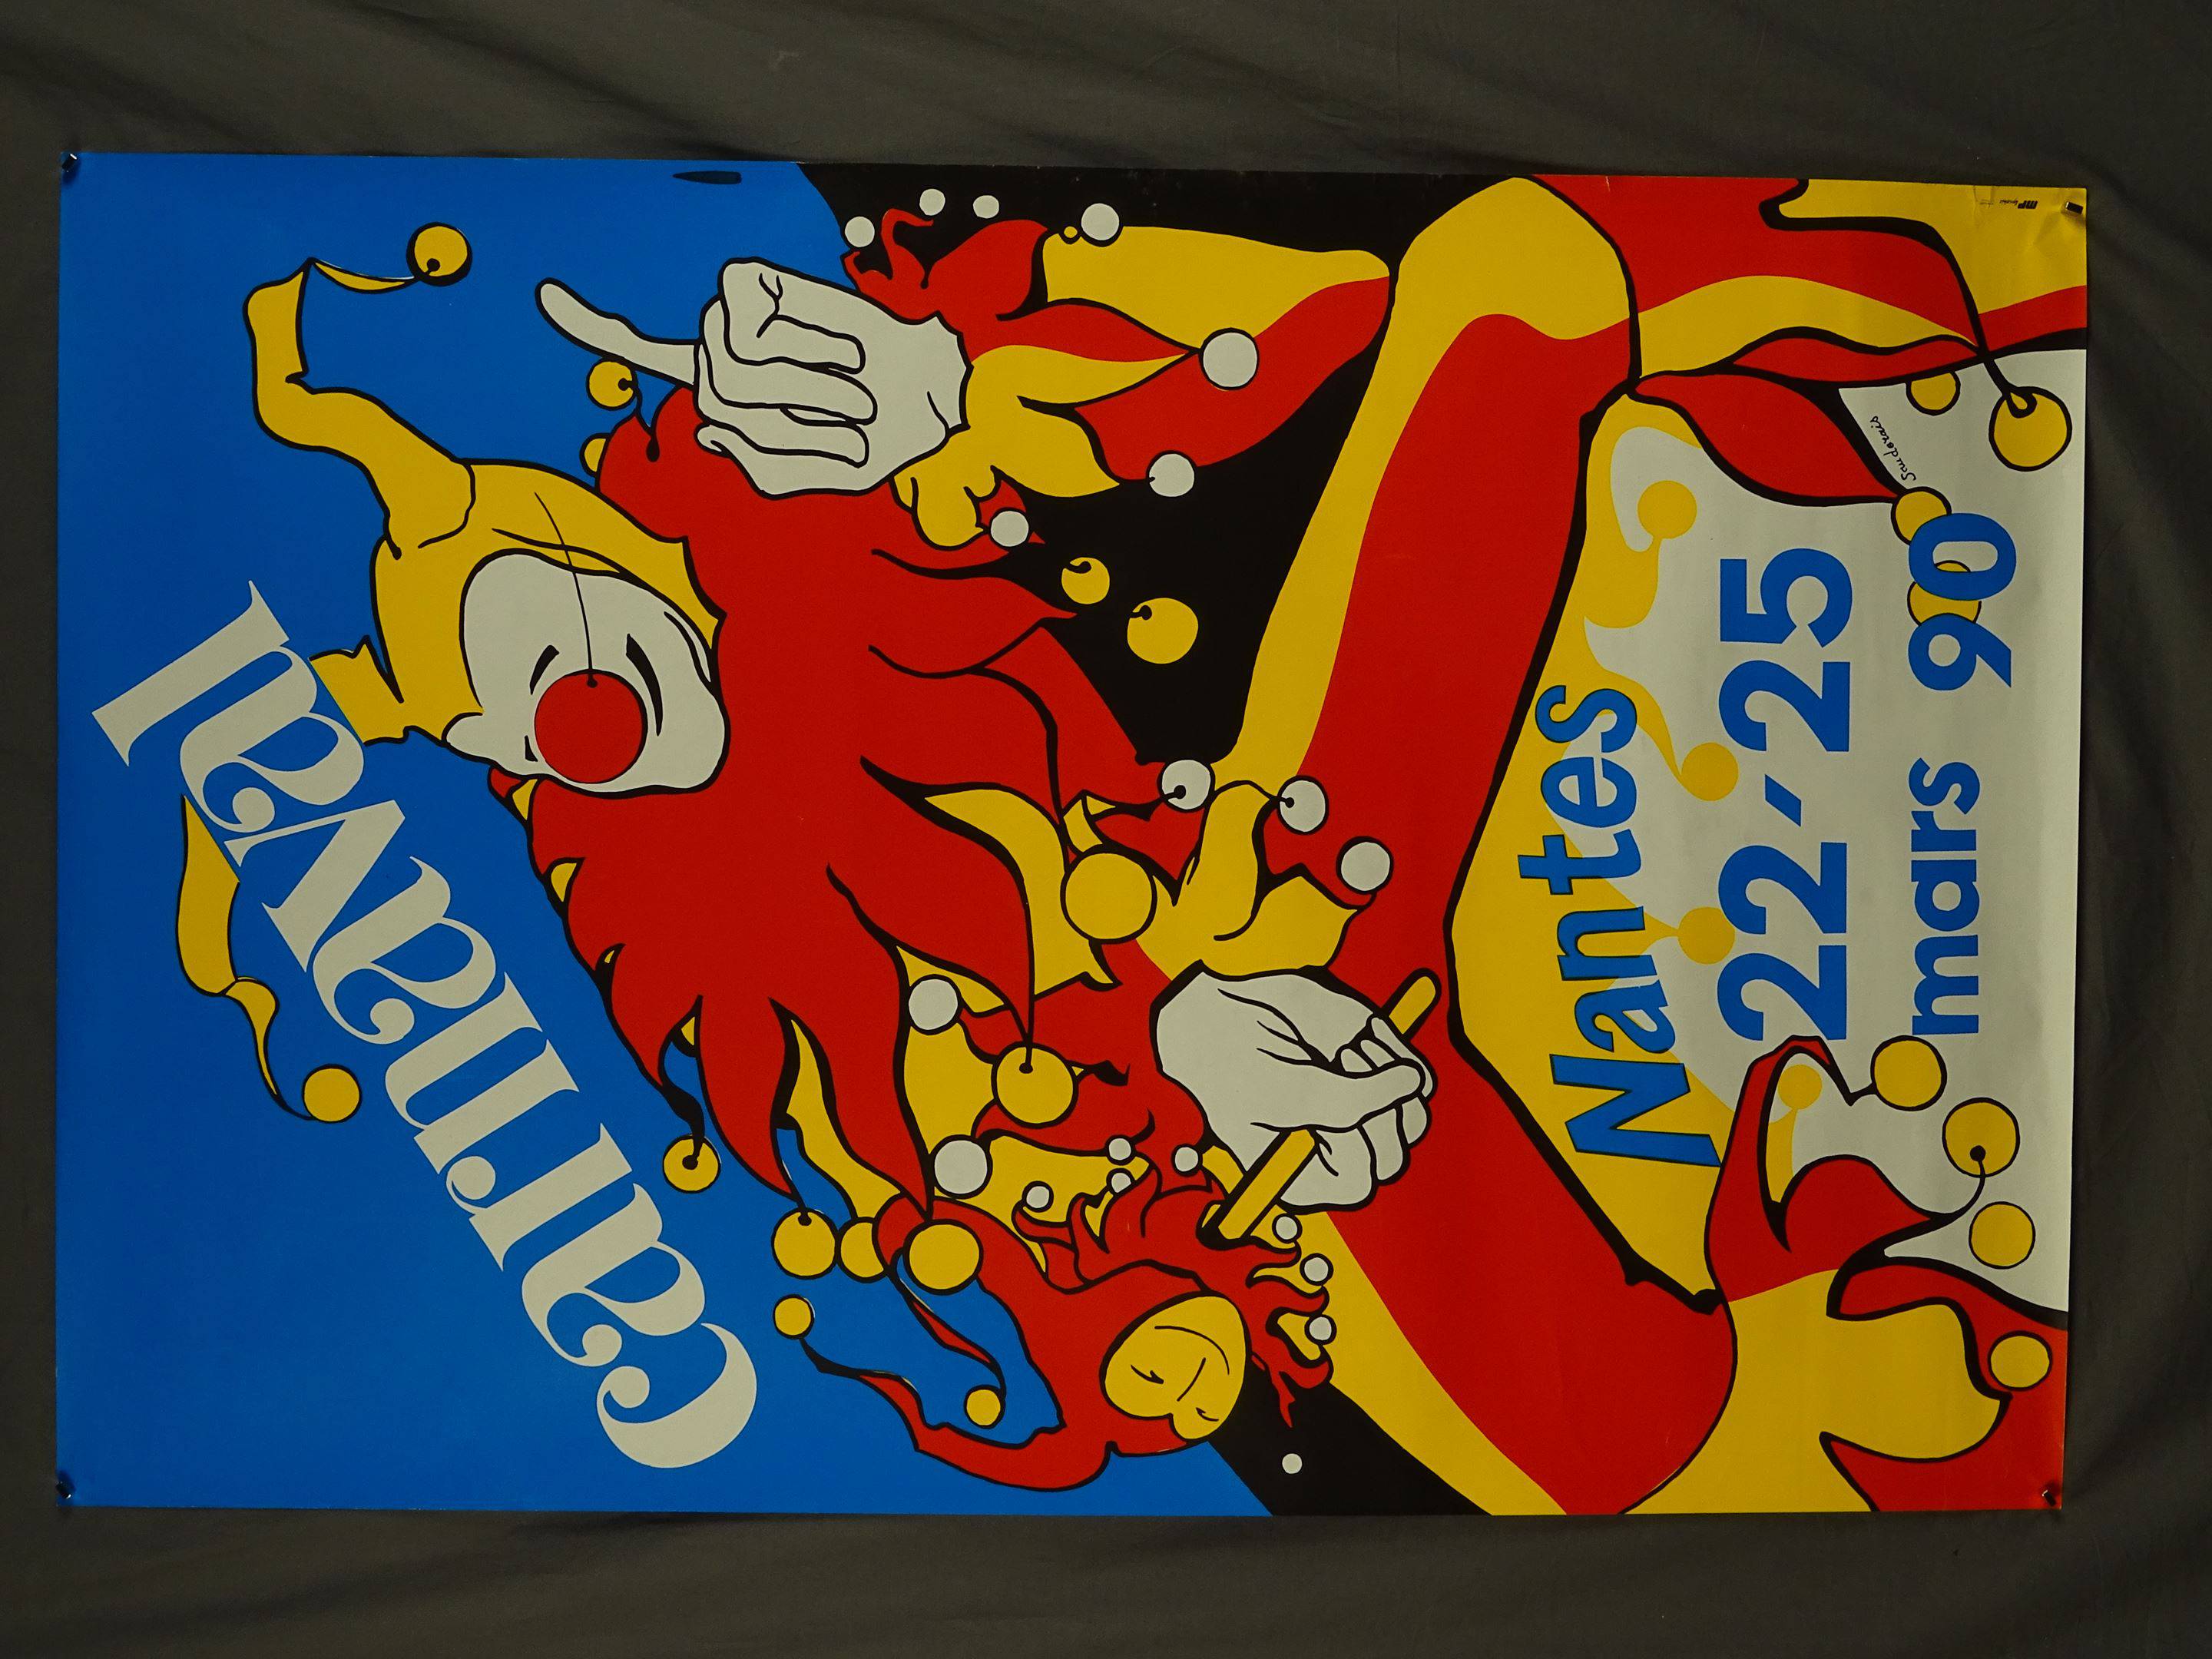 carnaval
Nantes
22 / 25
mars 90